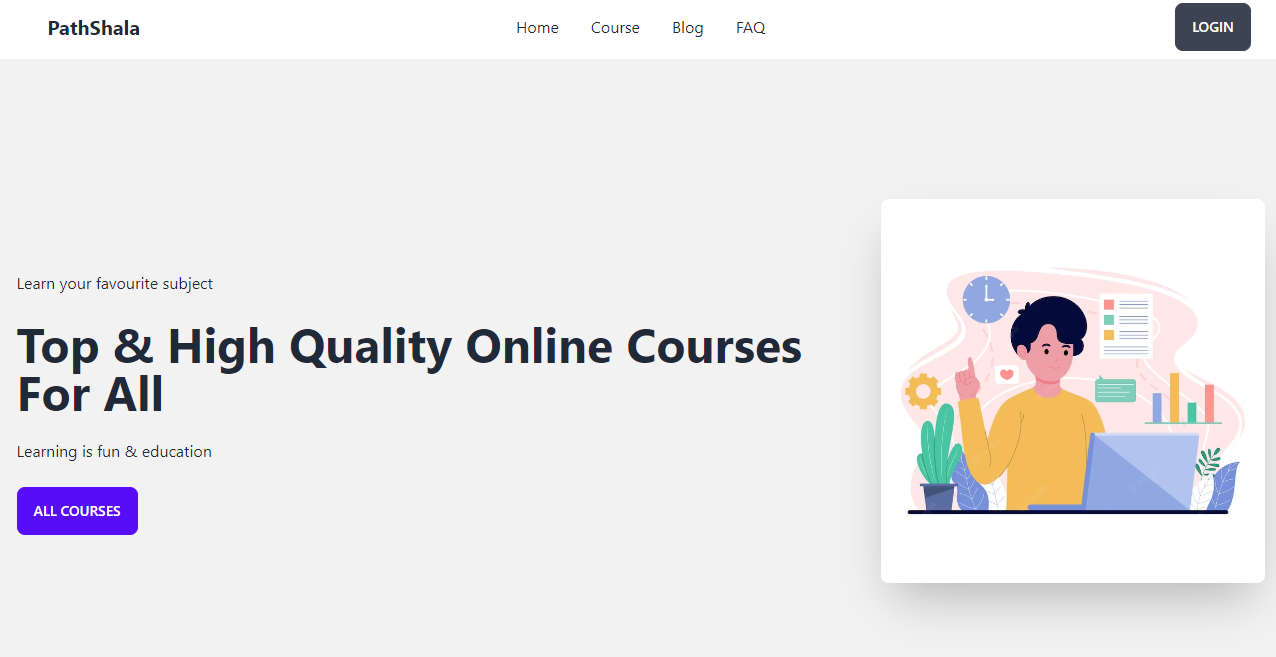 PathShala
Home Course Blog FAQ
LOGIN
Learn your favourite subject
Top & High Quality Online Courses
For All
Learning is fun & education
ALL COURSES